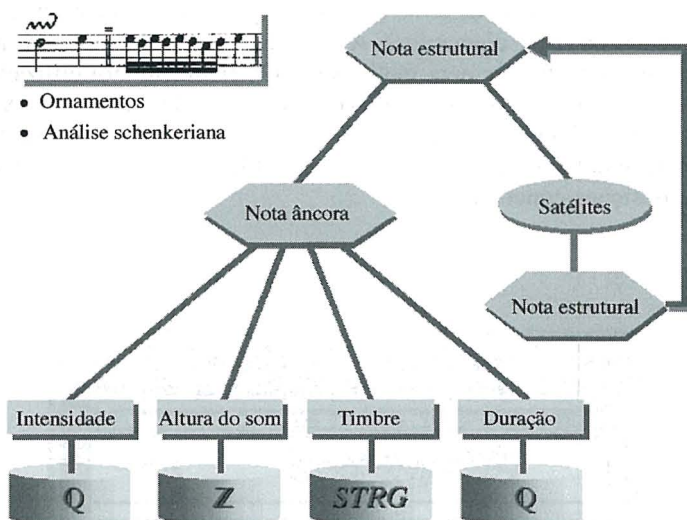 • Ornamentos
• Análise schenkeriana
Nota estrutural
Nota âncora
Satélites
Nota estrutural
Intensidade
Altura do som
Timbre
Duração
ℚ
ℤ
STRG
ℚ